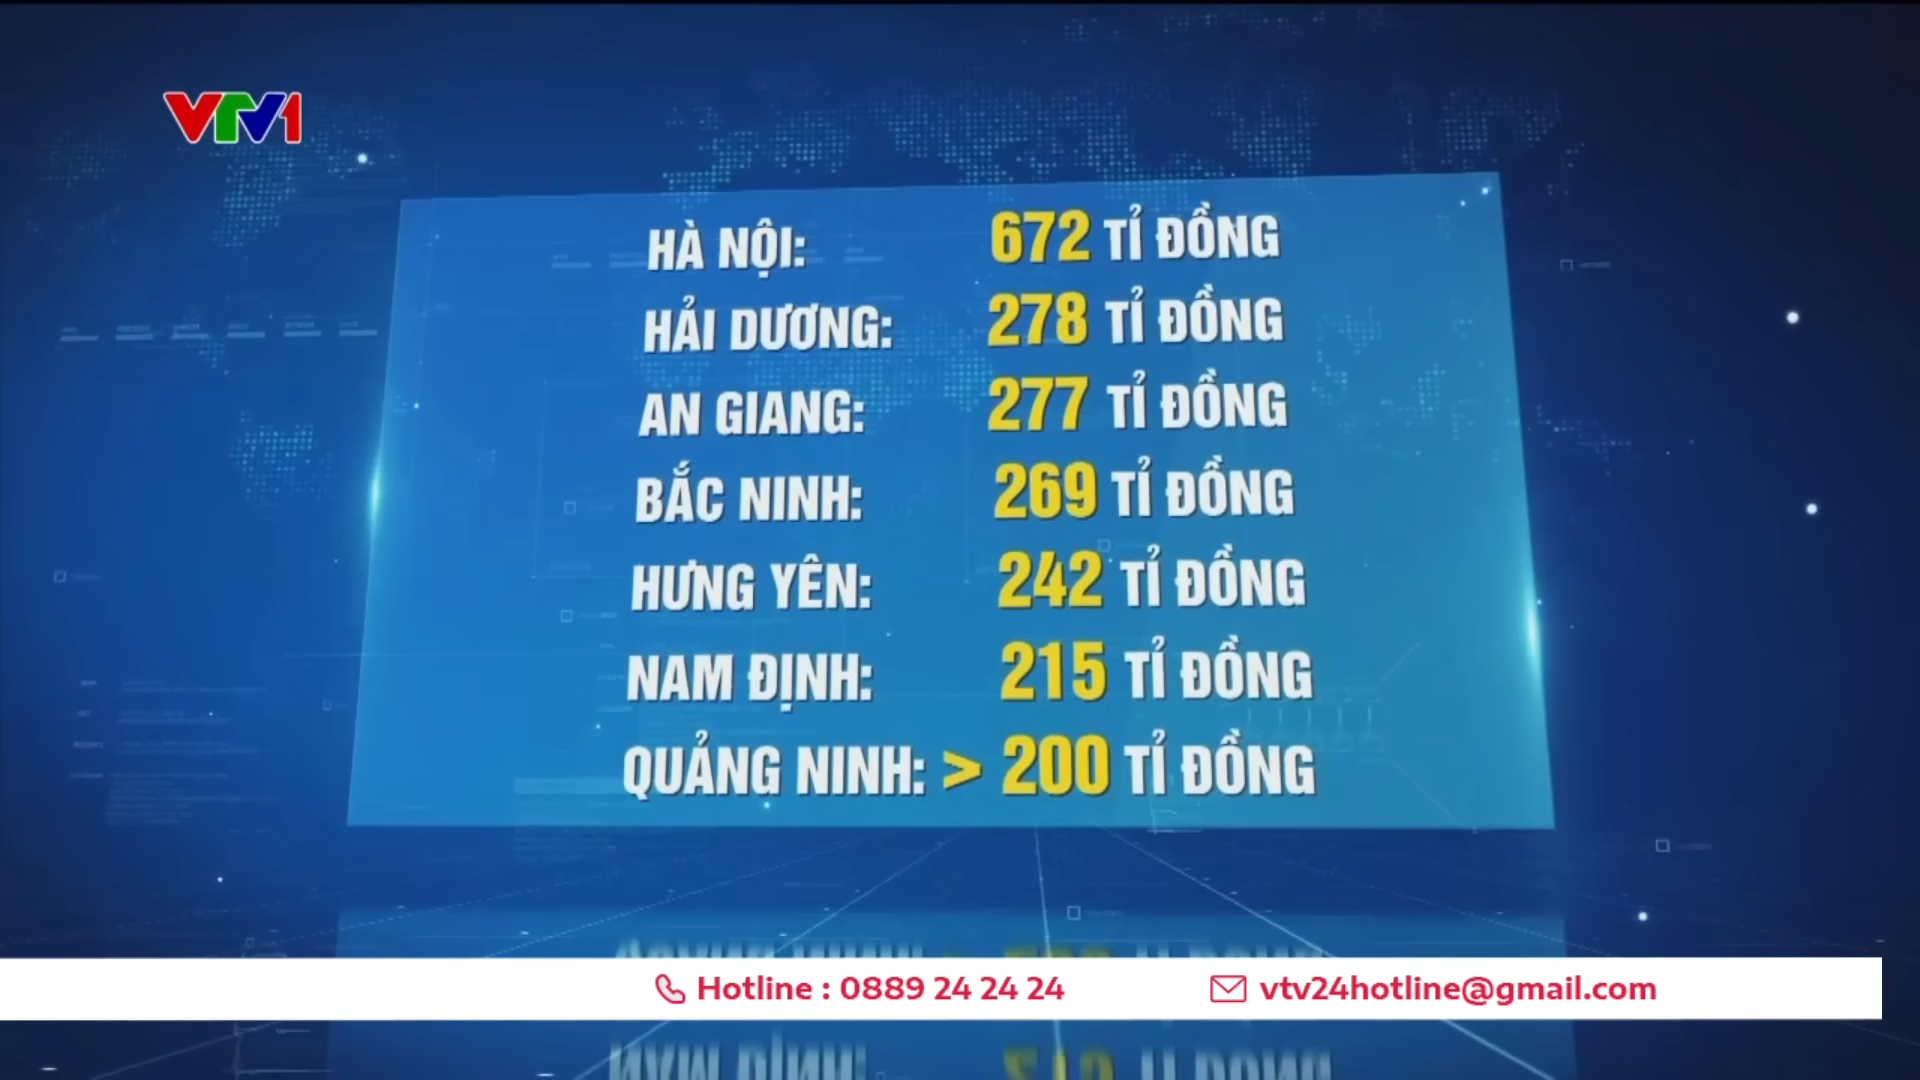 VTV1
HÀ NỘI: 672 TỈ ĐỒNG
HẢI DƯƠNG: 278 TỈ ĐỒNG
AN GIANG: 277 TỈ ĐỒNG
BẮC NINH: 269 TỈ ĐỒNG
HƯNG YÊN: 242 TỈ ĐỒNG
NAM ĐỊNH: 215 TỈ ĐỒNG
QUẢNG NINH: > 200 TỈ ĐỒNG
Hotline : 0889 24 24 24 vtv24hotline@gmail.com